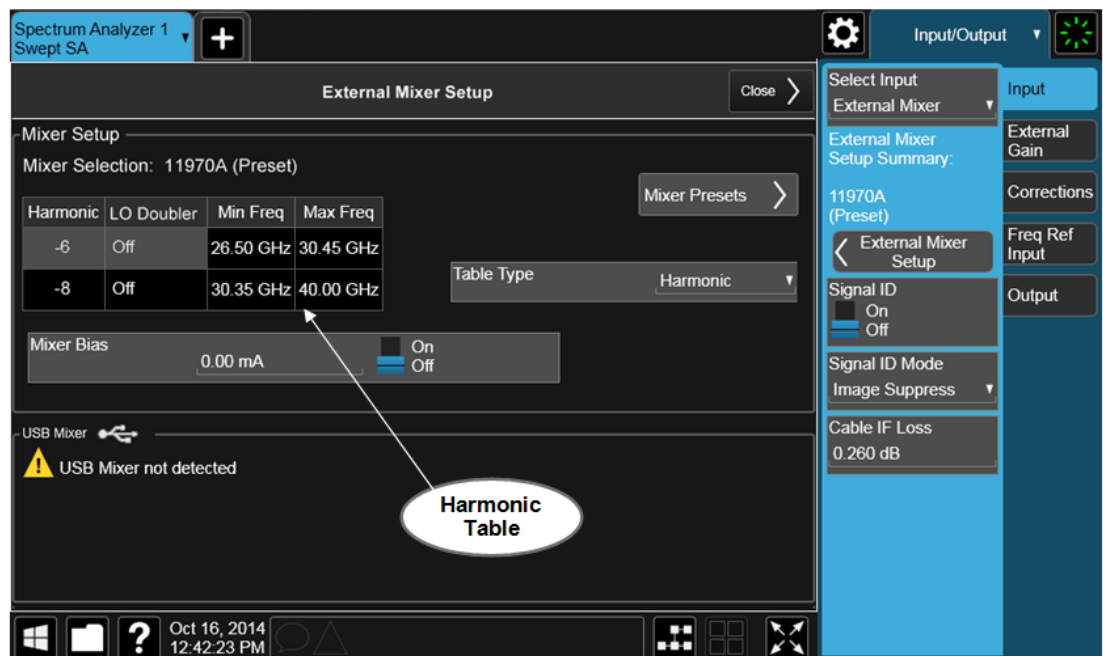 Spectrum Analyzer 1
Swept SA
Input/Output
External Mixer Setup
Close
Mixer Setup
Mixer Selection: 11970A (Preset)
Mixer Presets
Harmonic LO Doubler Min Freq Max Freq
-6 Off 26.50 GHz 30.45 GHz
-8 Off 30.35 GHz 40.00 GHz
Table Type Harmonic
Mixer Bias
0.00 mA
On
Off
USB Mixer
USB Mixer not detected
Harmonic
Table
Select Input
External Mixer
External Mixer
Setup Summary:
11970A
(Preset)
External Mixer
Setup
Signal ID
On
Off
Signal ID Mode
Image Suppress
Cable IF Loss
0.260 dB
Input
External
Gain
Corrections
Freq Ref
Input
Output
?
Oct 16, 2014
12:42:23 PM